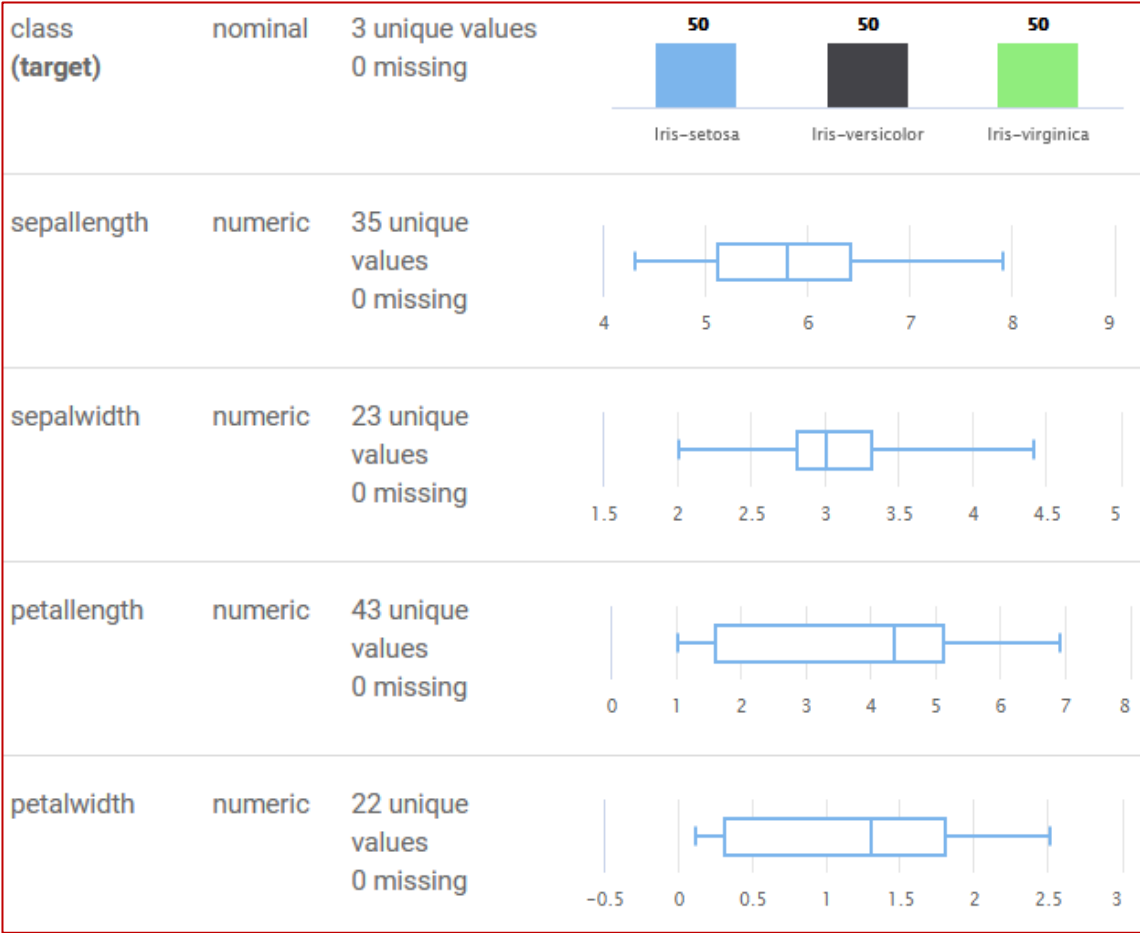 class nominal 3 unique values 50 50 50
(target) 0 missing
Iris-setosa Iris-versicolor Iris-virginica
sepallength numeric 35 unique
values
0 missing
4 5 6 7 8 9
sepalwidth numeric 23 unique
values
0 missing
1.5 2 2.5 3 3.5 4 4.5 5
petallength numeric 43 unique
values
0 missing
0 1 2 3 4 5 6 7 8
petalwidth numeric 22 unique
values
0 missing
-0.5 0 0.5 1 1.5 2 2.5 3